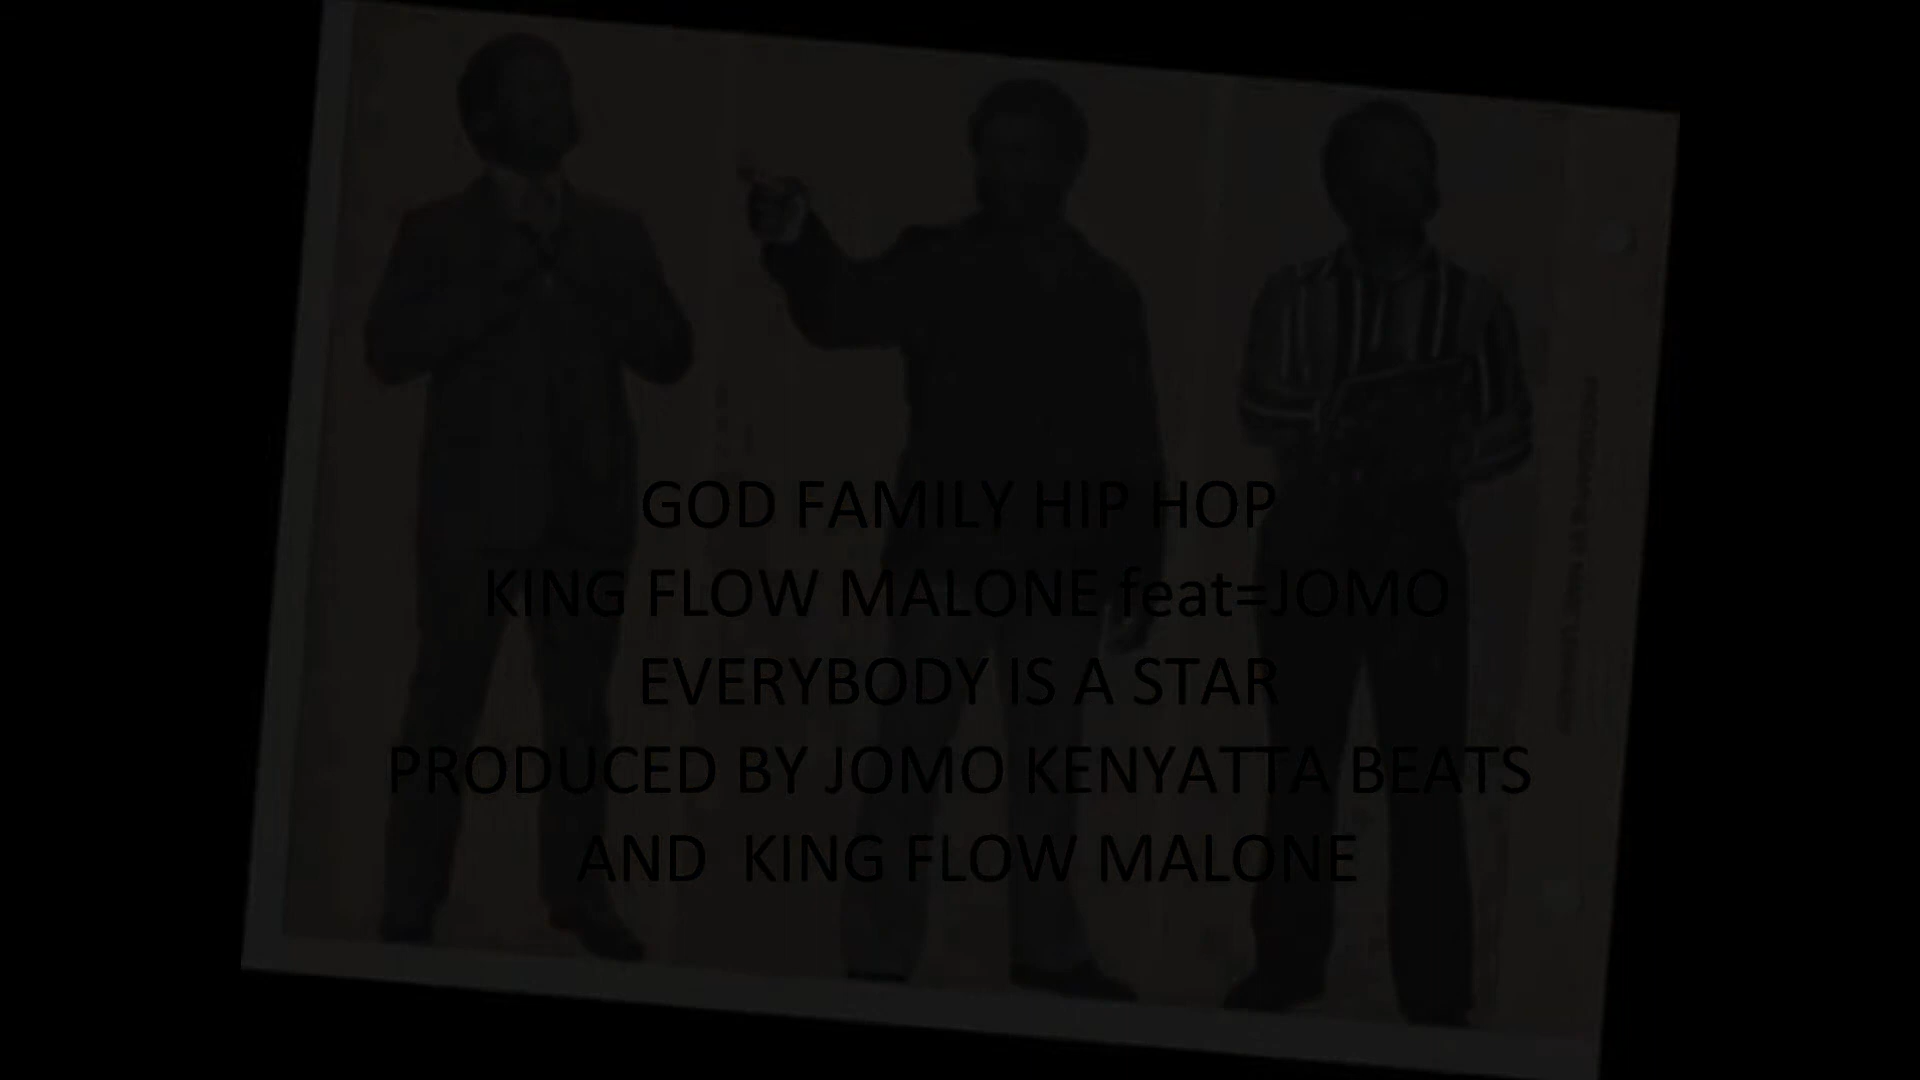 GOD FAMILY HIP HOP
KING FLOW MALONE feat=JOMO
EVERYBODY IS A STAR
PRODUCED BY JOMO KENYATTA BEATS
AND  KING FLOW MALONE